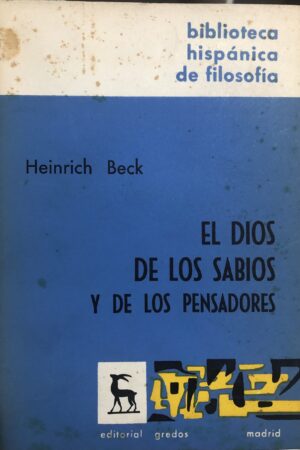 biblioteca
hispánica
de filosofía
Heinrich Beck
EL DIOS
DE LOS SABIOS
Y DE LOS PENSADORES
editorial gredos madrid